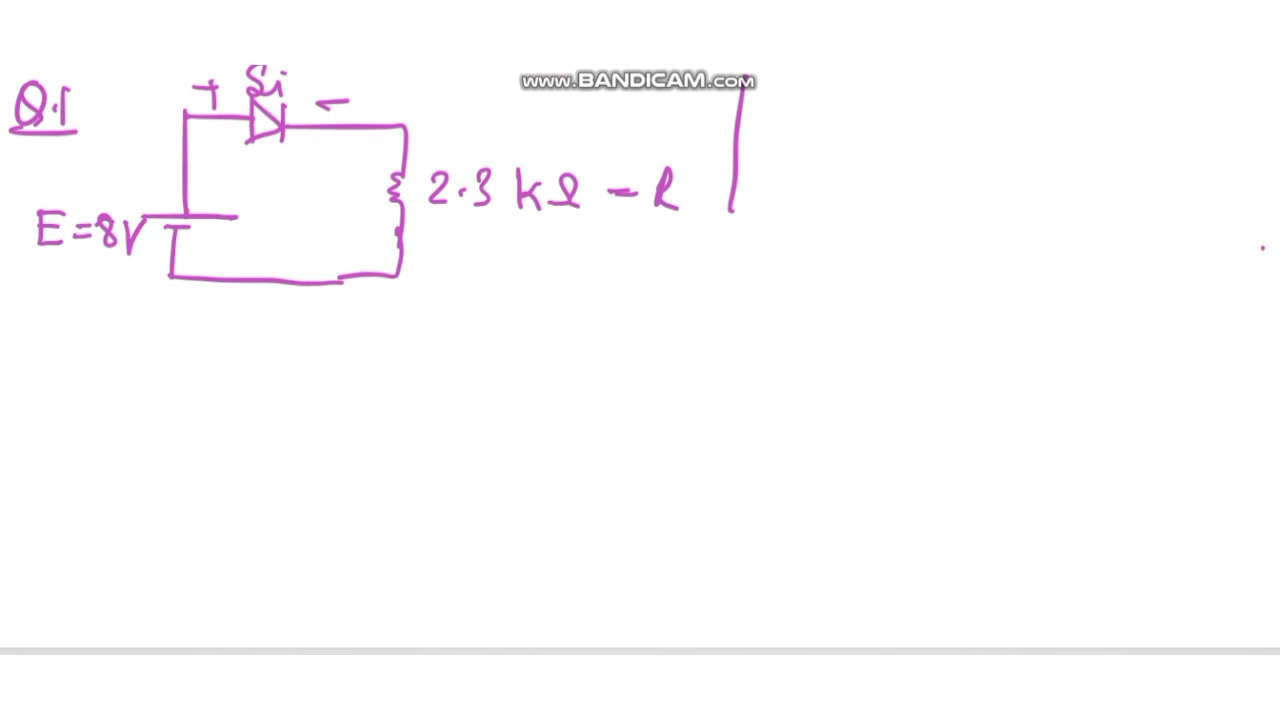 Q.1
+ Si -
www.BANDICAM.com
2.3 kΩ - R
E = 8V